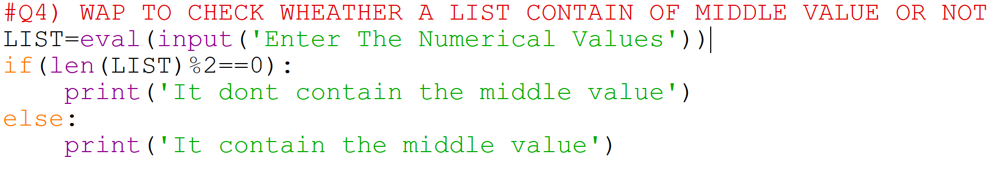 #Q4) WAP TO CHECK WHEATHER A LIST CONTAIN OF MIDDLE VALUE OR NOT
LIST=eval(input('Enter The Numerical Values'))
if(len(LIST)%2==0):
    print('It dont contain the middle value')
else:
    print('It contain the middle value')